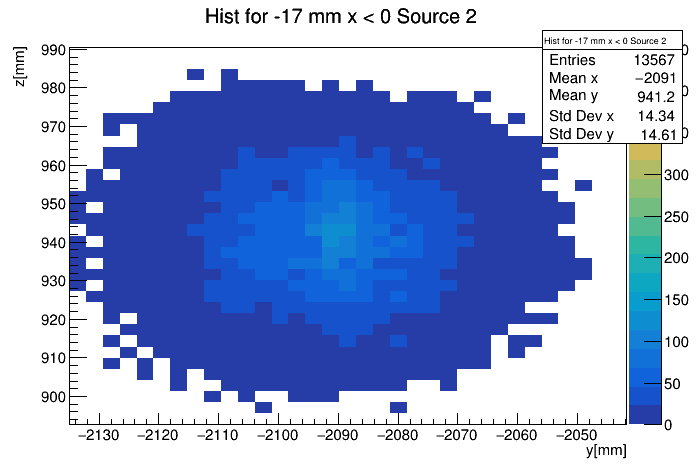 Hist for -17 mm x < 0 Source 2
z[mm]
990
980
970
960
950
940
930
920
910
900
−2130 −2120 −2110 −2100 −2090 −2080 −2070 −2060 −2050
y[mm]
Hist for -17 mm x < 0 Source 2
Entries 13567
Mean x −2091
Mean y 941.2
Std Dev x 14.34
Std Dev y 14.61
300
250
200
150
100
50
0